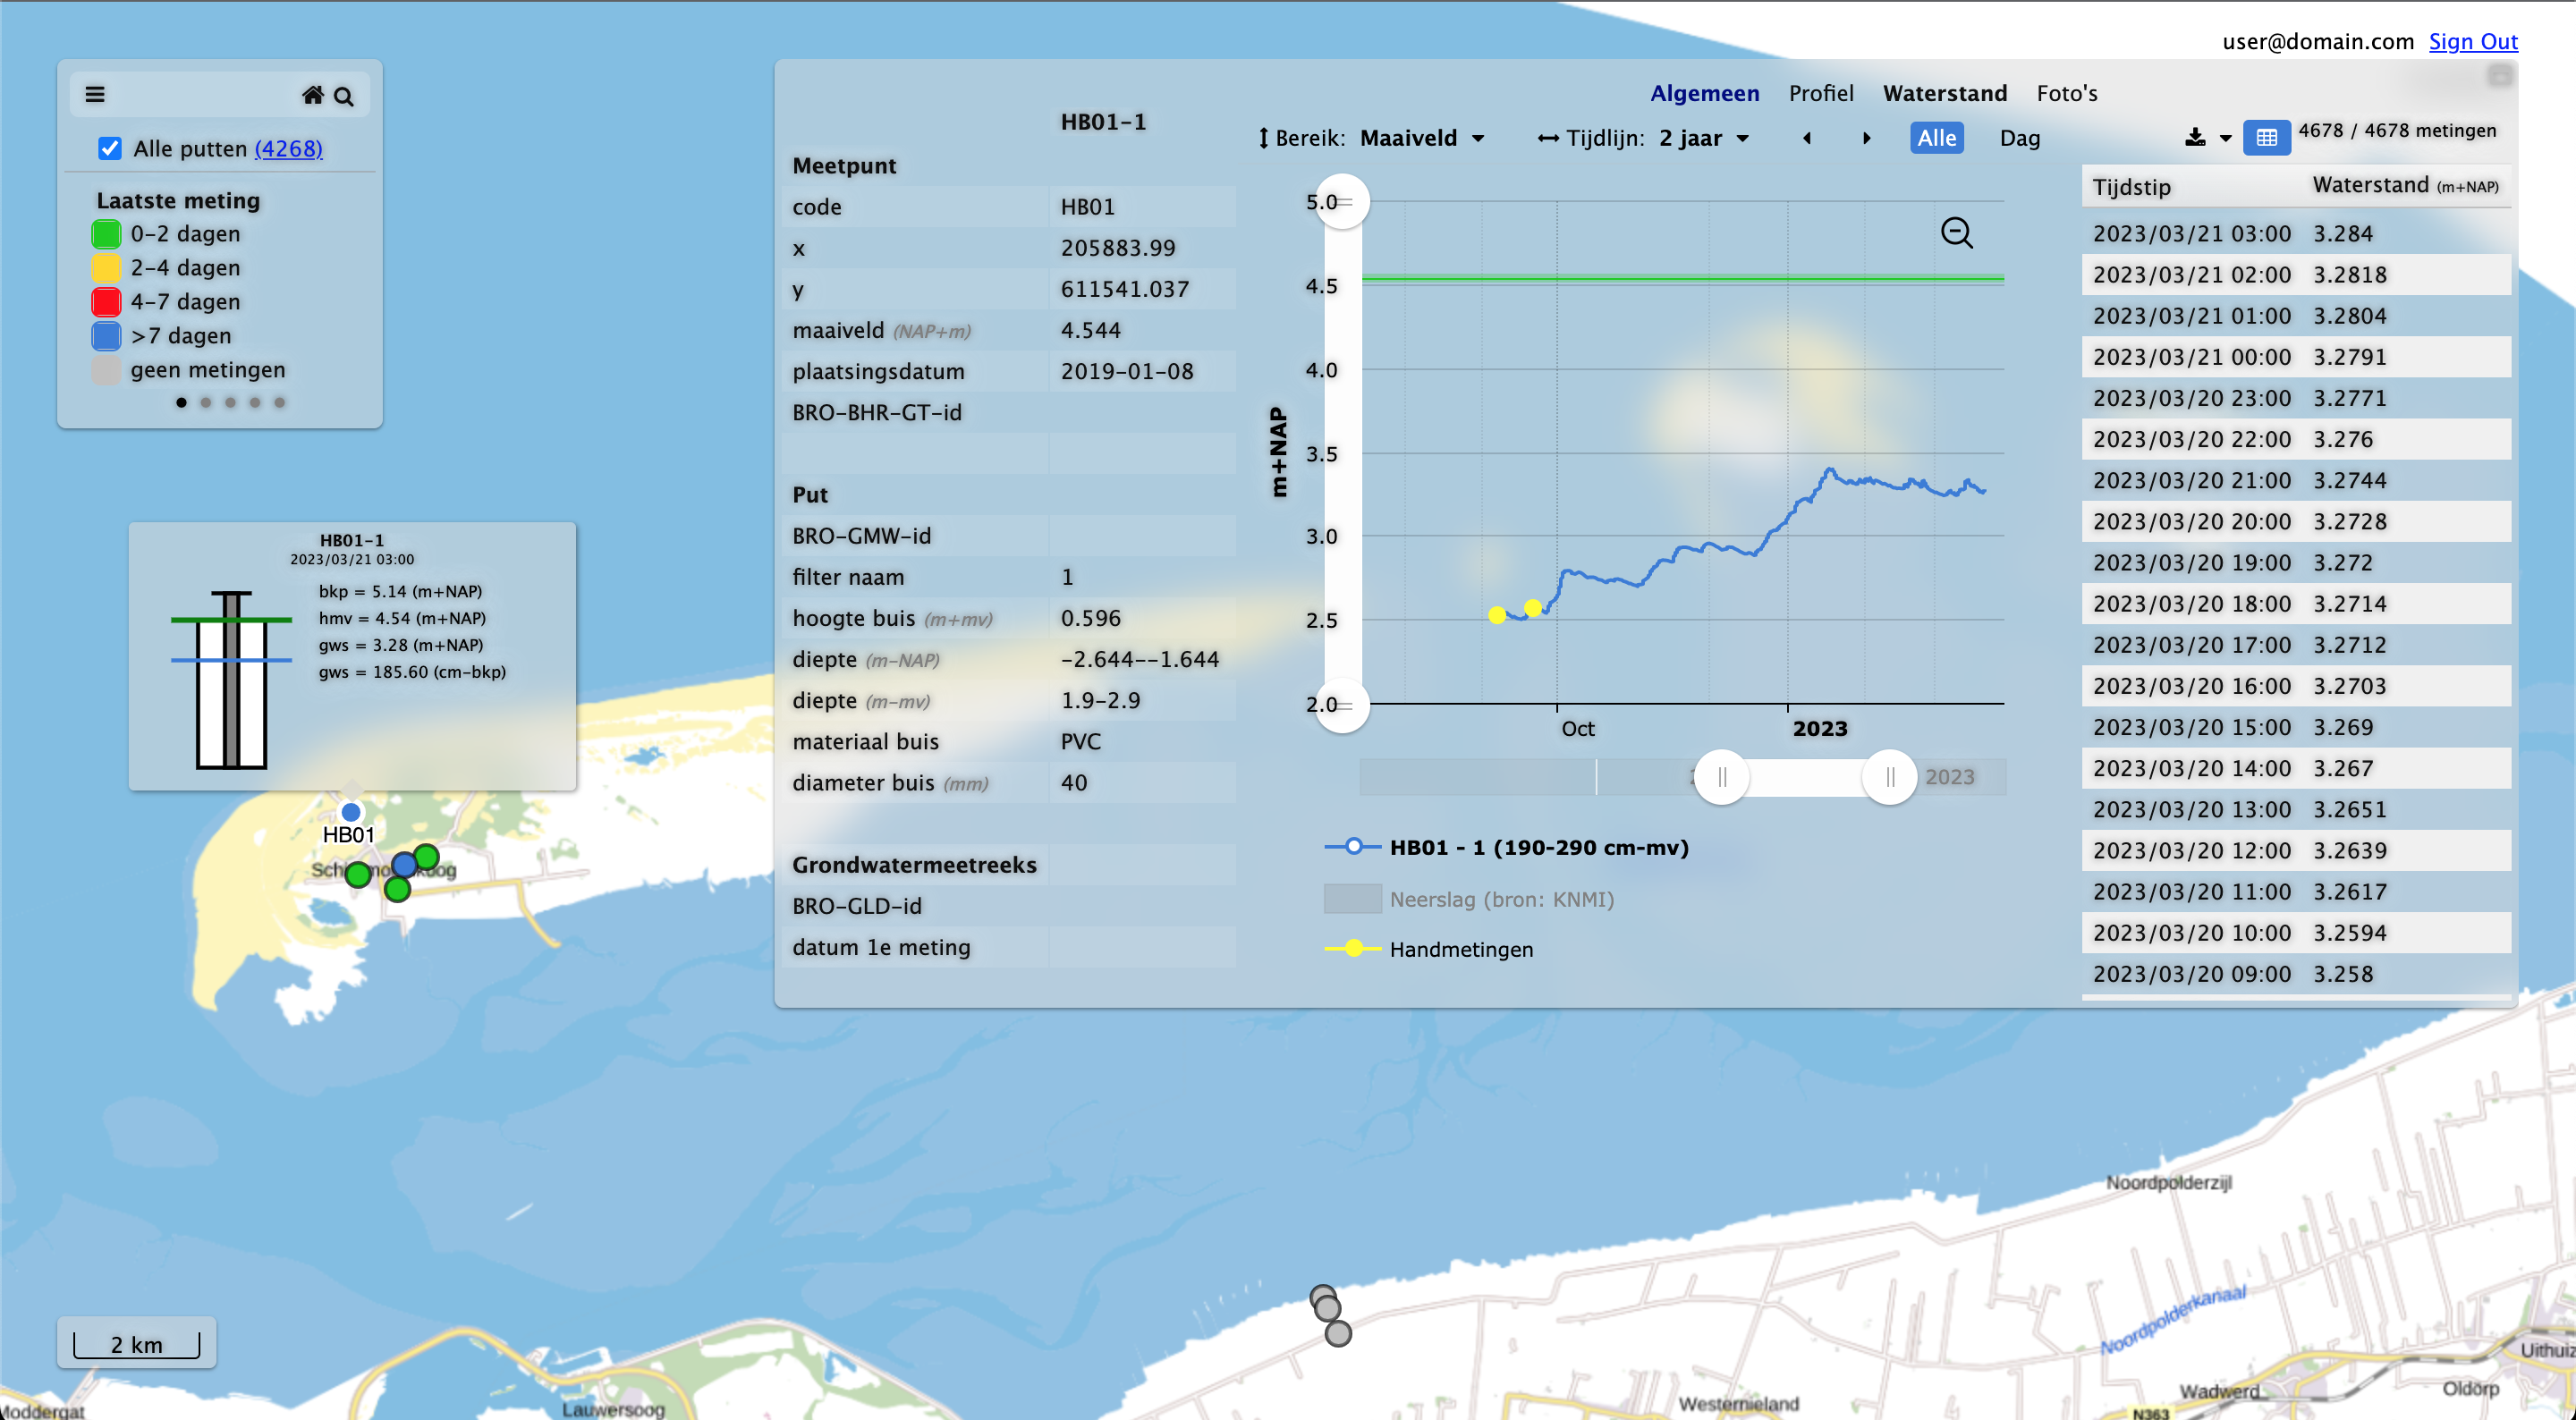 user@domain.com Sign Out
Alle putten (4268)
Laatste meting
0-2 dagen
2-4 dagen
4-7 dagen
>7 dagen
geen metingen
HB01-1
2023/03/21 03:00
bkp = 5.14 (m+NAP)
hmv = 4.54 (m+NAP)
gws = 3.28 (m+NAP)
gws = 185.60 (cm-bkp)
HB01
2 km
Algemeen Profiel Waterstand Foto's
HB01-1
Meetpunt
code HB01
x 205883.99
y 611541.037
maaiveld (NAP+m) 4.544
plaatsingsdatum 2019-01-08
BRO-BHR-GT-id
Put
BRO-GMW-id
filter naam 1
hoogte buis (m+mv) 0.596
diepte (m-NAP) -2.644--1.644
diepte (m-mv) 1.9-2.9
materiaal buis PVC
diameter buis (mm) 40
Grondwatermeetreeks
BRO-GLD-id
datum 1e meting
Bereik: Maaiveld Tijdlijn: 2 jaar Alle Dag
m+NAP
5.0
4.5
4.0
3.5
3.0
2.5
2.0
Oct 2023
2023
HB01 - 1 (190-290 cm-mv)
Neerslag (bron: KNMI)
Handmetingen
4678 / 4678 metingen
Tijdstip Waterstand (m+NAP)
2023/03/21 03:00 3.284
2023/03/21 02:00 3.2818
2023/03/21 01:00 3.2804
2023/03/21 00:00 3.2791
2023/03/20 23:00 3.2771
2023/03/20 22:00 3.276
2023/03/20 21:00 3.2744
2023/03/20 20:00 3.2728
2023/03/20 19:00 3.272
2023/03/20 18:00 3.2714
2023/03/20 17:00 3.2712
2023/03/20 16:00 3.2703
2023/03/20 15:00 3.269
2023/03/20 14:00 3.267
2023/03/20 13:00 3.2651
2023/03/20 12:00 3.2639
2023/03/20 11:00 3.2617
2023/03/20 10:00 3.2594
2023/03/20 09:00 3.258
Noordpolderzijl
Noordpolderkanaal
Wadwerd
Oldörp
N363
Westernieland
Lauwersoog